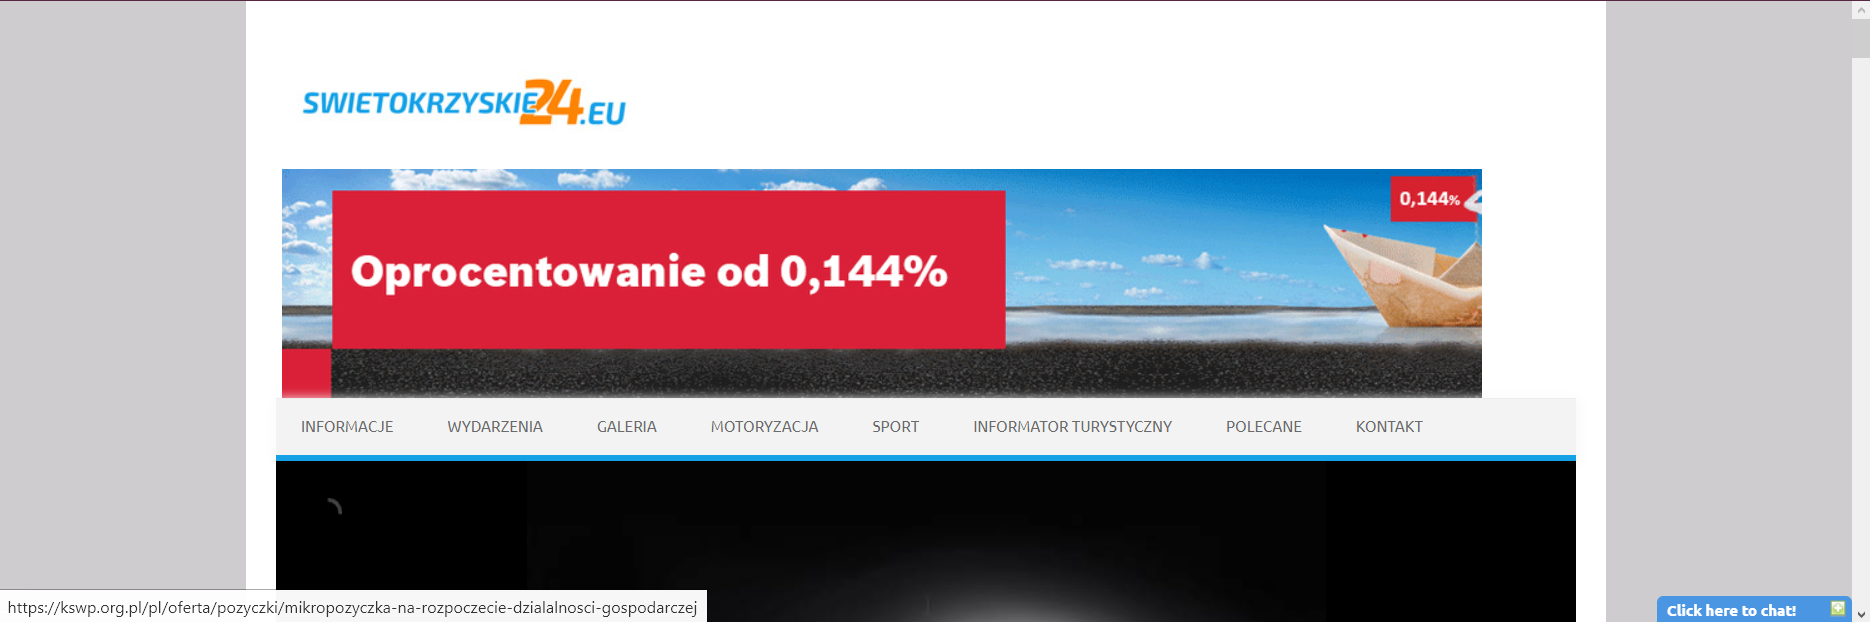 SWIETOKRZYSKIE24.EU
0,144%
Oprocentowanie od 0,144%
INFORMACJE WYDARZENIA GALERIA MOTORYZACJA SPORT INFORMATOR TURYSTYCZNY POLECANE KONTAKT
https://kswp.org.pl/pl/oferta/pozyczki/mikropozyczka-na-rozpoczecie-dzialalnosci-gospodarczej
Click here to chat!